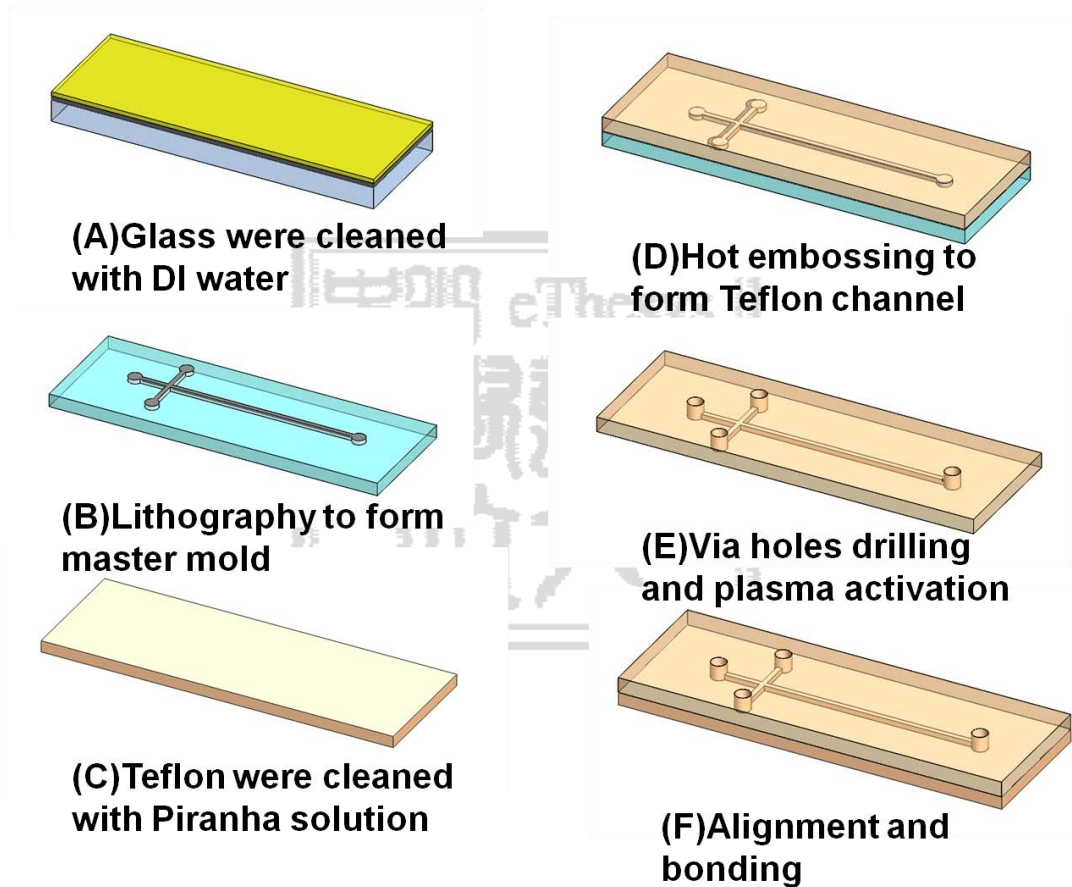 (A)Glass were cleaned
with DI water
(B)Lithography to form
master mold
(C)Teflon were cleaned
with Piranha solution
(D)Hot embossing to
form Teflon channel
(E)Via holes drilling
and plasma activation
(F)Alignment and
bonding